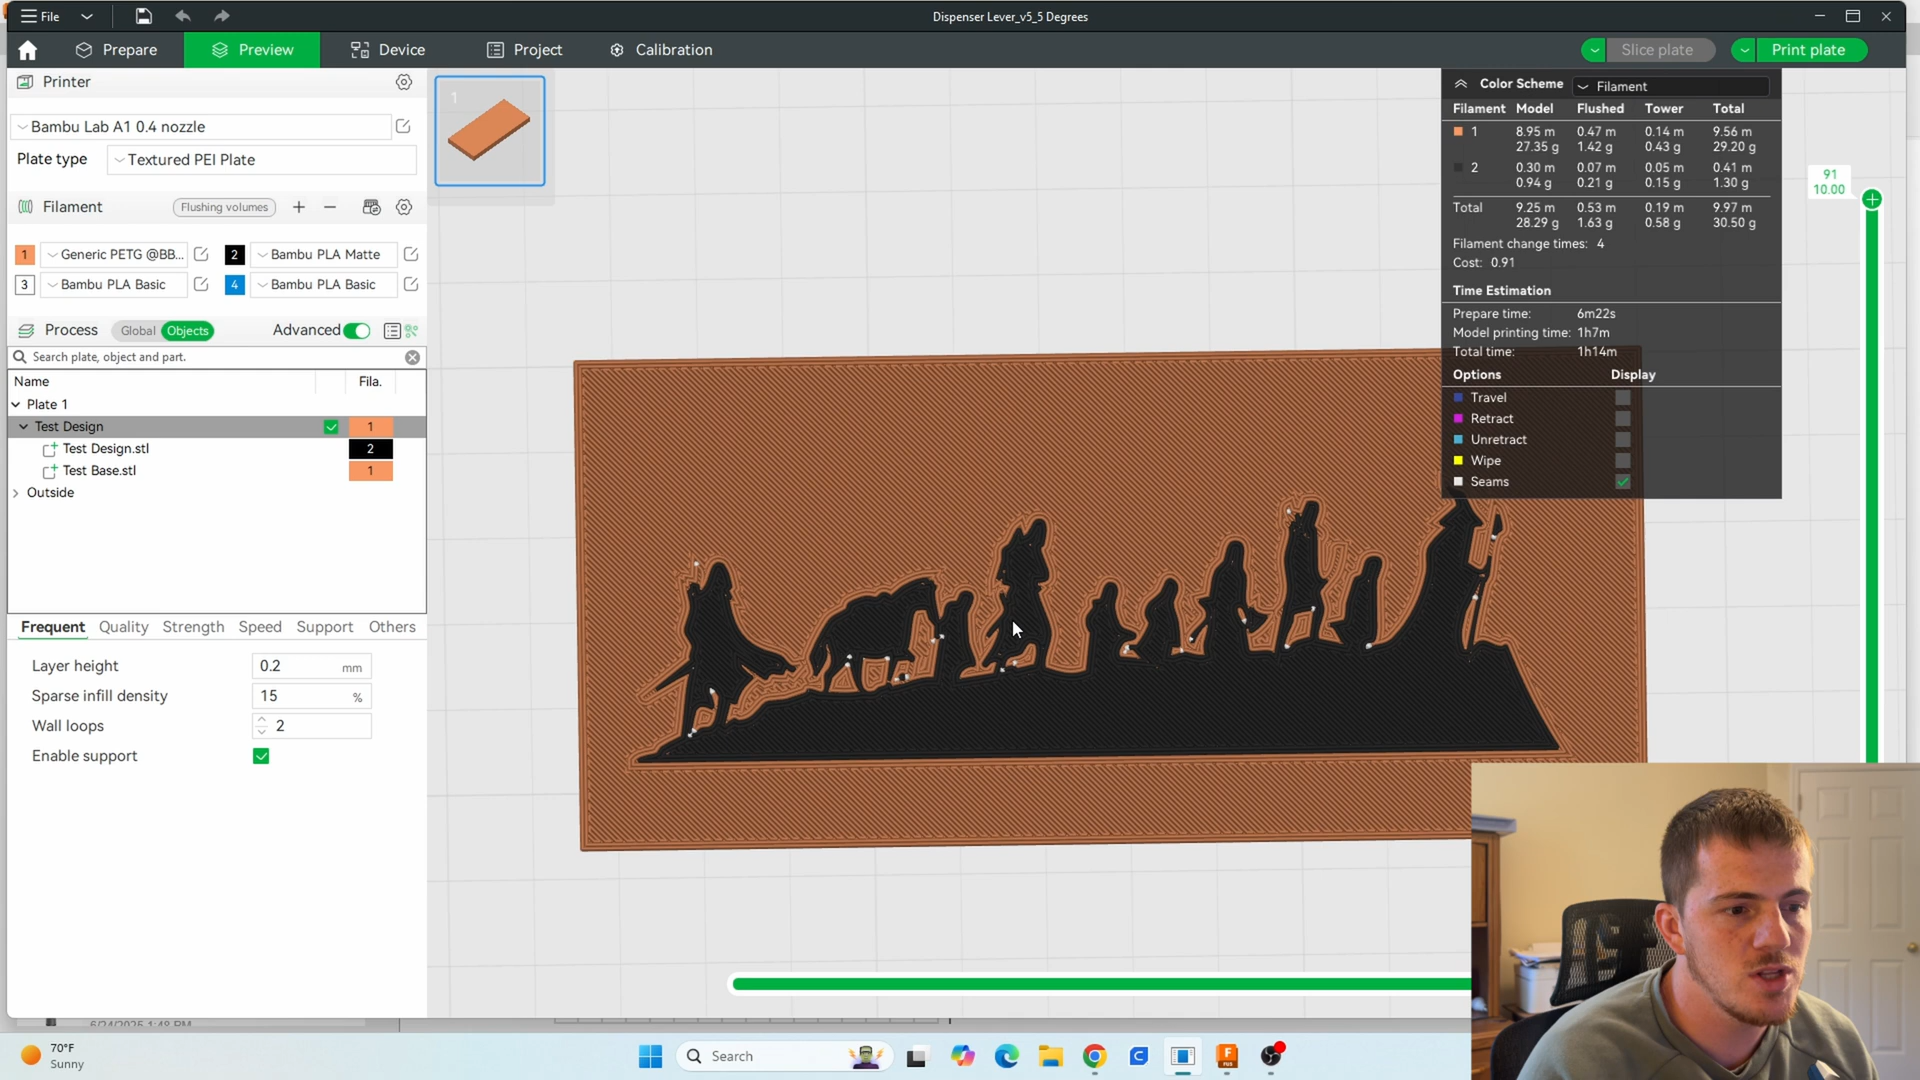 File
Dispenser Lever_v5_5 Degrees
Prepare
Preview
Device
Project
Calibration
Slice plate
Print plate
Printer
Bambu Lab A1 0.4 nozzle
Plate type
Textured PEI Plate
Filament
Flushing volumes
1 Generic PETG @BB...
2 Bambu PLA Matte
3 Bambu PLA Basic
4 Bambu PLA Basic
Process
Global
Objects
Advanced
Search plate, object and part.
Name Fila.
Plate 1
Test Design 1
Test Design.stl 2
Test Base.stl 1
Outside
Frequent Quality Strength Speed Support Others
Layer height 0.2 mm
Sparse infill density 15 %
Wall loops 2
Enable support
1
Color Scheme Filament
Filament Model Flushed Tower Total
1 8.95 m 0.47 m 0.14 m 9.56 m
27.35 g 1.42 g 0.43 g 29.20 g
2 0.30 m 0.07 m 0.05 m 0.41 m
0.94 g 0.21 g 0.15 g 1.30 g
Total 9.25 m 0.53 m 0.19 m 9.97 m
28.29 g 1.63 g 0.58 g 30.50 g
Filament change times: 4
Cost: 0.91
Time Estimation
Prepare time: 6m22s
Model printing time: 1h7m
Total time: 1h14m
Options Display
Travel
Retract
Unretract
Wipe
Seams
91
10.00
70°F
Sunny
Search